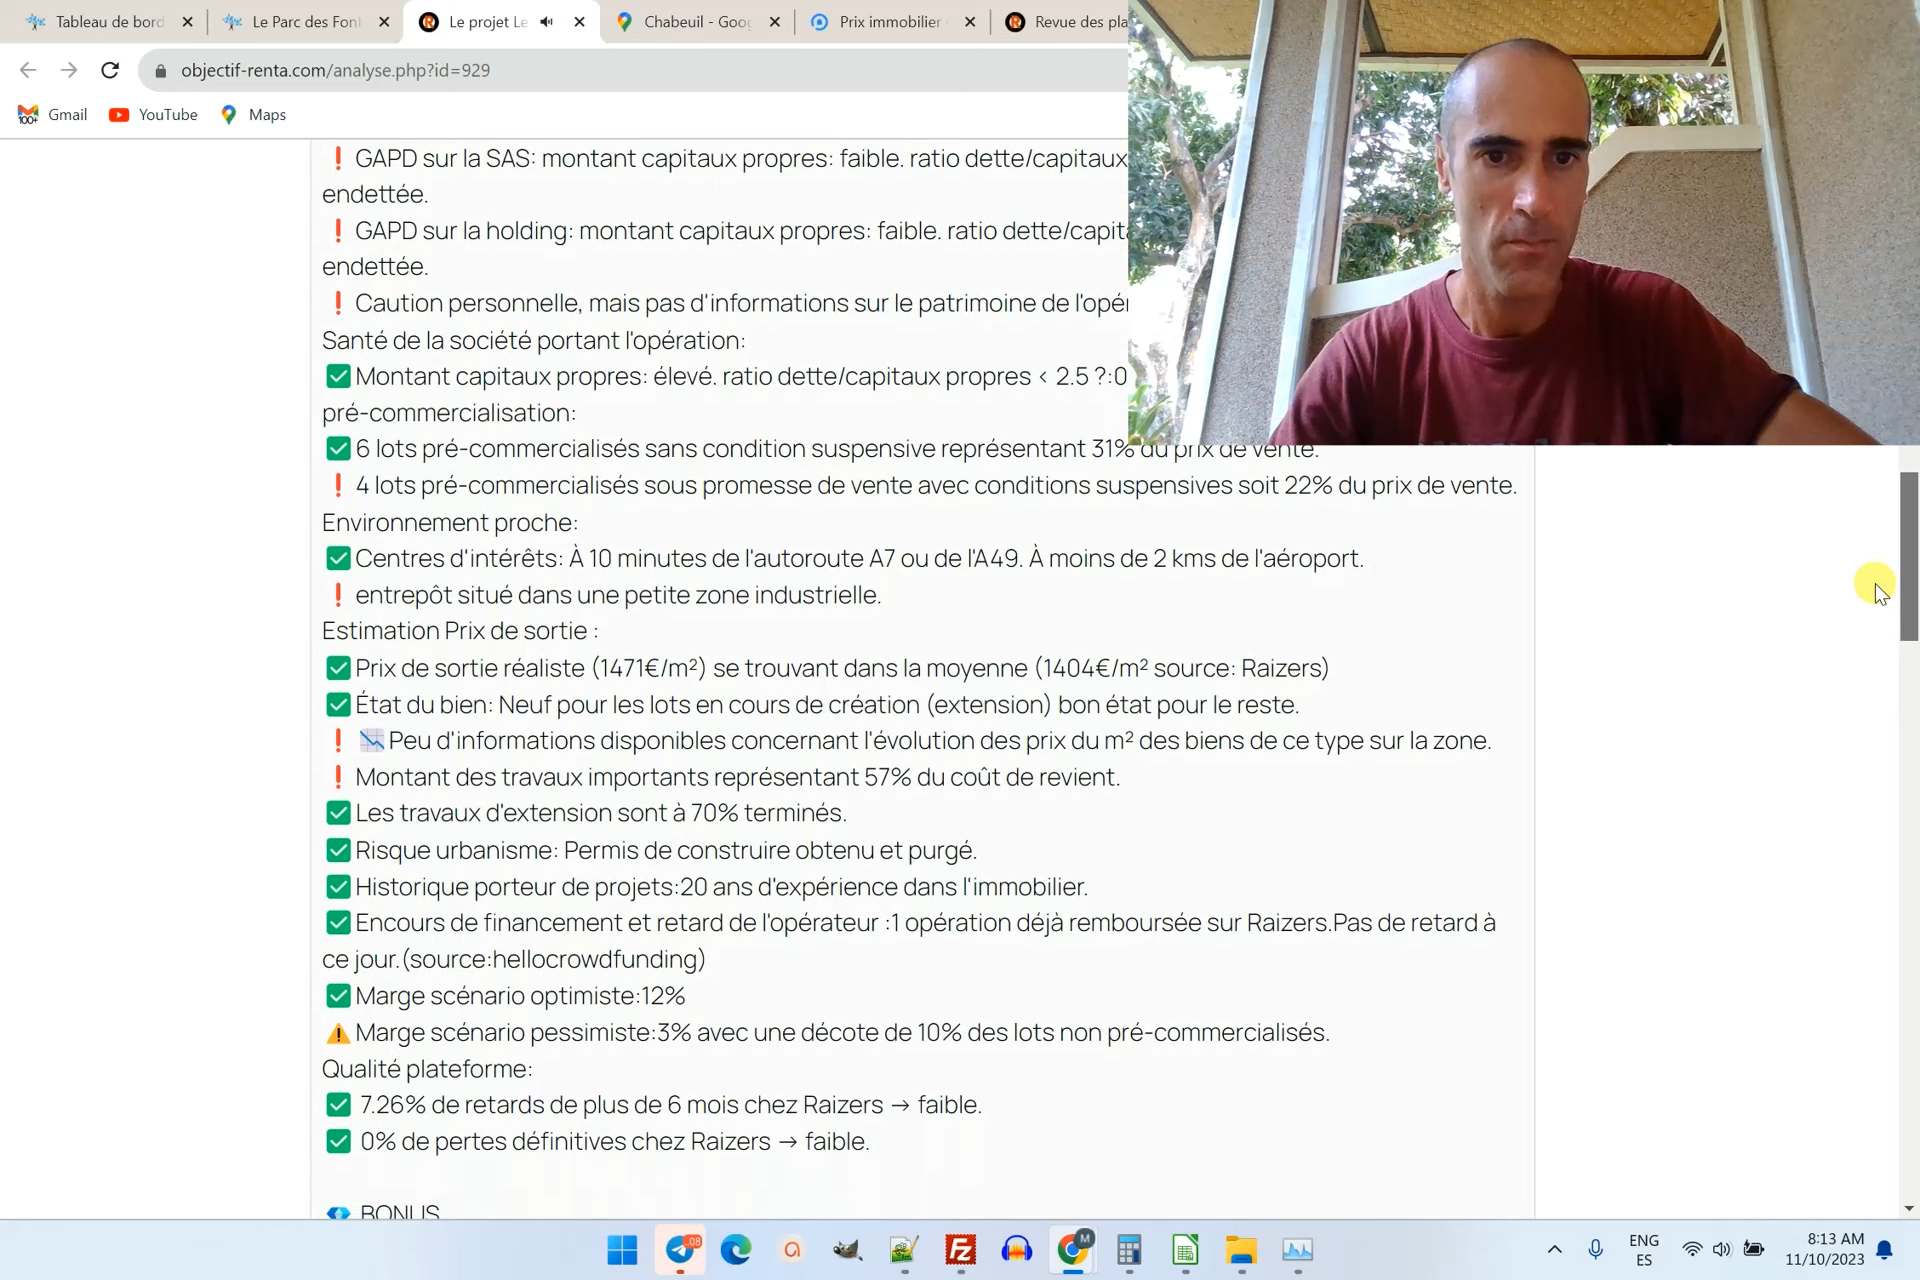 Tableau de bord
Le Parc des Font
Le projet Le
Chabeuil - Goog
Prix immobilier
Revue des pla
objectif-renta.com/analyse.php?id=929
Gmail
YouTube
Maps
❗ GAPD sur la SAS: montant capitaux propres: faible. ratio dette/capitaux
endettée.
❗ GAPD sur la holding: montant capitaux propres: faible. ratio dette/capita
endettée.
❗ Caution personnelle, mais pas d'informations sur le patrimoine de l'opér
Santé de la société portant l'opération:
✅ Montant capitaux propres: élevé. ratio dette/capitaux propres < 2.5 ?:0
pré-commercialisation:
✅ 6 lots pré-commercialisés sans condition suspensive représentant 31% du prix de vente.
❗ 4 lots pré-commercialisés sous promesse de vente avec conditions suspensives soit 22% du prix de vente.
Environnement proche:
✅ Centres d'intérêts: À 10 minutes de l'autoroute A7 ou de l'A49. À moins de 2 kms de l'aéroport.
❗ entrepôt situé dans une petite zone industrielle.
Estimation Prix de sortie :
✅ Prix de sortie réaliste (1471€/m²) se trouvant dans la moyenne (1404€/m² source: Raizers)
✅ État du bien: Neuf pour les lots en cours de création (extension) bon état pour le reste.
❗ 📉 Peu d'informations disponibles concernant l'évolution des prix du m² des biens de ce type sur la zone.
❗ Montant des travaux importants représentant 57% du coût de revient.
✅ Les travaux d'extension sont à 70% terminés.
✅ Risque urbanisme: Permis de construire obtenu et purgé.
✅ Historique porteur de projets:20 ans d'expérience dans l'immobilier.
✅ Encours de financement et retard de l'opérateur :1 opération déjà remboursée sur Raizers.Pas de retard à
ce jour.(source:hellocrowdfunding)
✅ Marge scénario optimiste:12%
⚠️ Marge scénario pessimiste:3% avec une décote de 10% des lots non pré-commercialisés.
Qualité plateforme:
✅ 7.26% de retards de plus de 6 mois chez Raizers → faible.
✅ 0% de pertes définitives chez Raizers → faible.
💎 BONUS
ENG
ES
8:13 AM
11/10/2023